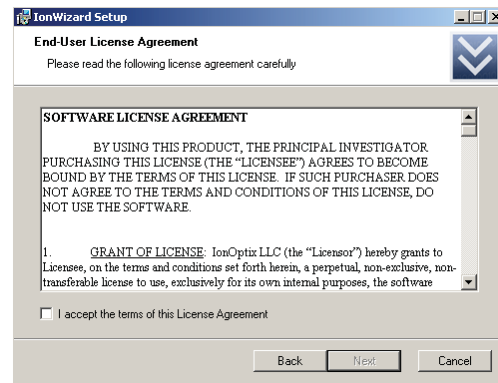 IonWizard Setup
End-User License Agreement
Please read the following license agreement carefully
SOFTWARE LICENSE AGREEMENT
BY USING THIS PRODUCT, THE PRINCIPAL INVESTIGATOR
PURCHASING THIS LICENSE (THE “LICENSEE”) AGREES TO BECOME
BOUND BY THE TERMS OF THIS LICENSE. IF SUCH PURCHASER DOES
NOT AGREE TO THE TERMS AND CONDITIONS OF THIS LICENSE, DO
NOT USE THE SOFTWARE.
1. GRANT OF LICENSE: IonOptix LLC (the “Licensor”) hereby grants to
Licensee, on the terms and conditions set forth herein, a perpetual, non-exclusive, non-
transferable license to use, exclusively for its own internal purposes, the software
I accept the terms of this License Agreement
Back Next Cancel